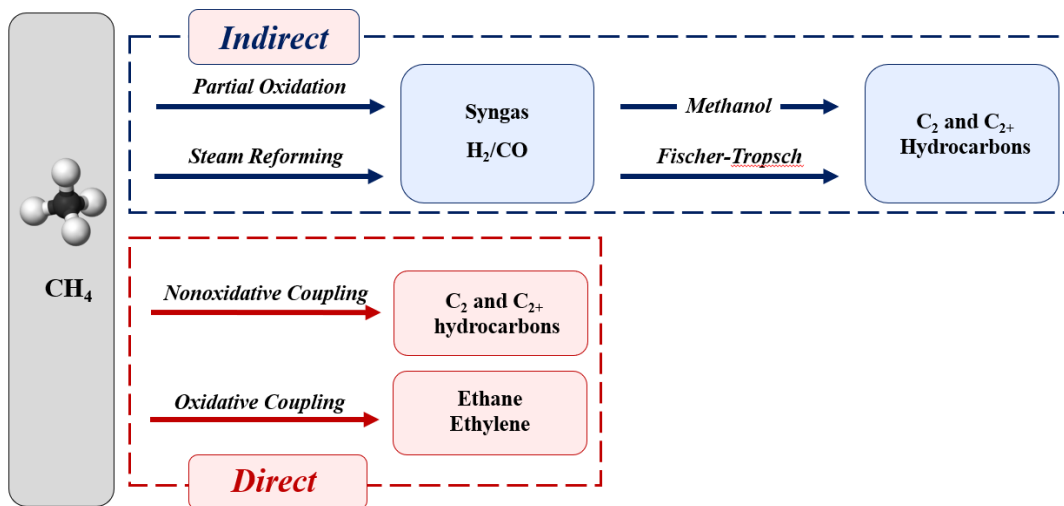 Indirect
Partial Oxidation
Steam Reforming
Syngas
H₂/CO
Methanol
Fischer-Tropsch
C₂ and C₂₊
Hydrocarbons
CH₄
Nonoxidative Coupling
C₂ and C₂₊
hydrocarbons
Oxidative Coupling
Ethane
Ethylene
Direct